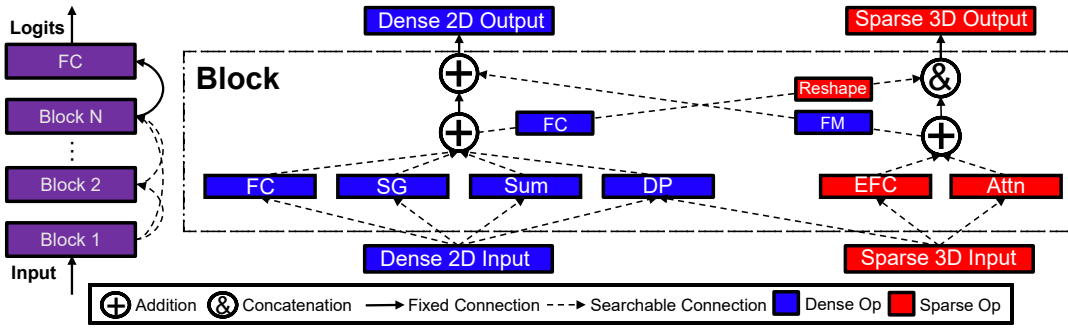 Logits
FC
Block N
Block 2
Block 1
Input
Dense 2D Output
Sparse 3D Output
Block
+
&
Reshape
FC
FM
+
+
FC
SG
Sum
DP
EFC
Attn
Dense 2D Input
Sparse 3D Input
+ Addition & Concatenation Fixed Connection Searchable Connection Dense Op Sparse Op